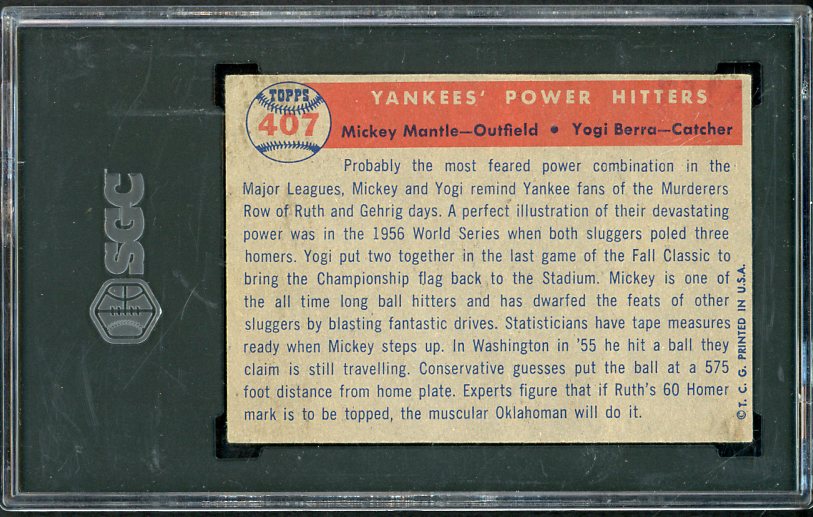 TOPPS
407
YANKEES' POWER HITTERS
Mickey Mantle—Outfield • Yogi Berra—Catcher
Probably the most feared power combination in the
Major Leagues, Mickey and Yogi remind Yankee fans of the Murderers
Row of Ruth and Gehrig days. A perfect illustration of their devastating
power was in the 1956 World Series when both sluggers poled three
homers. Yogi put two together in the last game of the Fall Classic to
bring the Championship flag back to the Stadium. Mickey is one of
the all time long ball hitters and has dwarfed the feats of other
sluggers by blasting fantastic drives. Statisticians have tape measures
ready when Mickey steps up. In Washington in '55 he hit a ball they
claim is still travelling. Conservative guesses put the ball at a 575
foot distance from home plate. Experts figure that if Ruth's 60 Homer
mark is to be topped, the muscular Oklahoman will do it.
© T. C. G. PRINTED IN U.S.A.
SGC